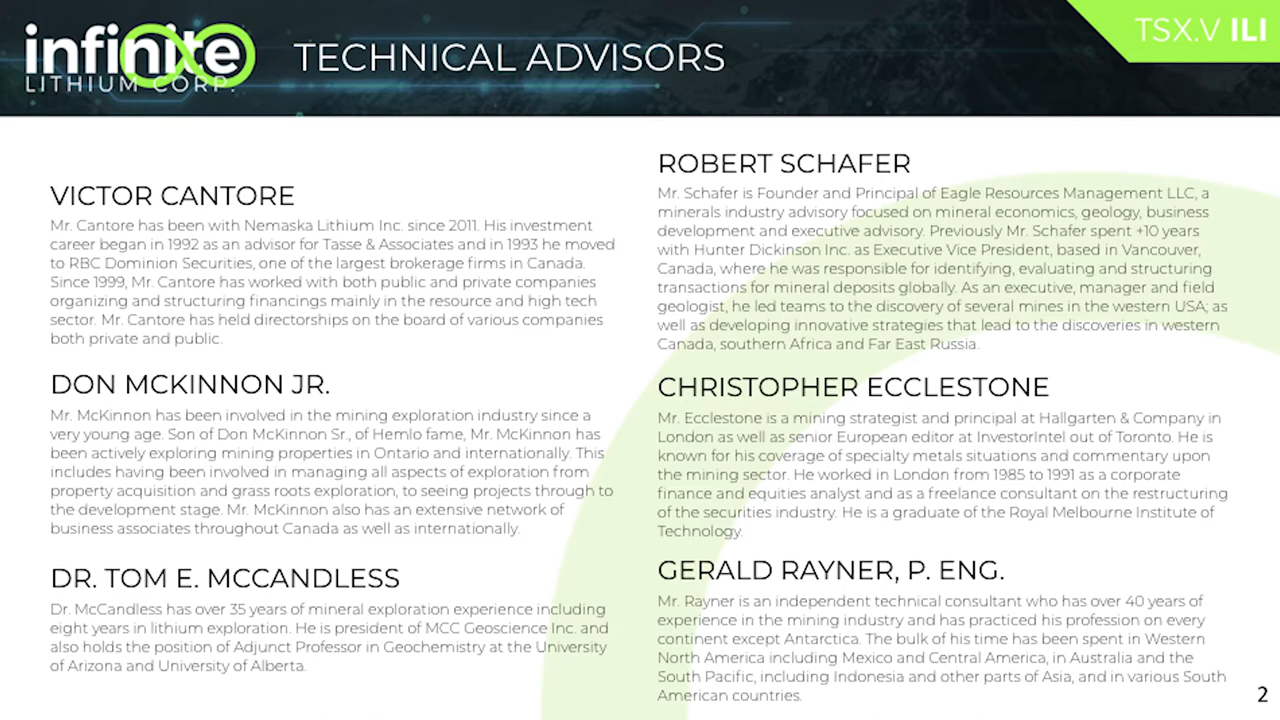 infinite
LITHIUM CORP.
TECHNICAL ADVISORS
TSX.V ILI
VICTOR CANTORE
Mr. Cantore has been with Nemaska Lithium Inc. since 2011. His investment
career began in 1992 as an advisor for Tasse & Associates and in 1993 he moved
to RBC Dominion Securities, one of the largest brokerage firms in Canada.
Since 1999, Mr. Cantore has worked with both public and private companies
organizing and structuring financings mainly in the resource and high tech
sector. Mr. Cantore has held directorships on the board of various companies
both private and public.
DON MCKINNON JR.
Mr. McKinnon has been involved in the mining exploration industry since a
very young age. Son of Don McKinnon Sr., of Hemlo fame, Mr. McKinnon has
been actively exploring mining properties in Ontario and internationally. This
includes having been involved in managing all aspects of exploration from
property acquisition and grass roots exploration, to seeing projects through to
the development stage. Mr. McKinnon also has an extensive network of
business associates throughout Canada as well as internationally.
DR. TOM E. MCCANDLESS
Dr. McCandless has over 35 years of mineral exploration experience including
eight years in lithium exploration. He is president of MCC Geoscience Inc. and
also holds the position of Adjunct Professor in Geochemistry at the University
of Arizona and University of Alberta.
ROBERT SCHAFER
Mr. Schafer is Founder and Principal of Eagle Resources Management LLC, a
minerals industry advisory focused on mineral economics, geology, business
development and executive advisory. Previously Mr. Schafer spent +10 years
with Hunter Dickinson Inc. as Executive Vice President, based in Vancouver,
Canada, where he was responsible for identifying, evaluating and structuring
transactions for mineral deposits globally. As an executive, manager and field
geologist, he led teams to the discovery of several mines in the western USA; as
well as developing innovative strategies that lead to the discoveries in western
Canada, southern Africa and Far East Russia.
CHRISTOPHER ECCLESTONE
Mr. Ecclestone is a mining strategist and principal at Hallgarten & Company in
London as well as senior European editor at InvestorIntel out of Toronto. He is
known for his coverage of specialty metals situations and commentary upon
the mining sector. He worked in London from 1985 to 1991 as a corporate
finance and equities analyst and as a freelance consultant on the restructuring
of the securities industry. He is a graduate of the Royal Melbourne Institute of
Technology.
GERALD RAYNER, P. ENG.
Mr. Rayner is an independent technical consultant who has over 40 years of
experience in the mining industry and has practiced his profession on every
continent except Antarctica. The bulk of his time has been spent in Western
North America including Mexico and Central America, in Australia and the
South Pacific, including Indonesia and other parts of Asia, and in various South
American countries.
2